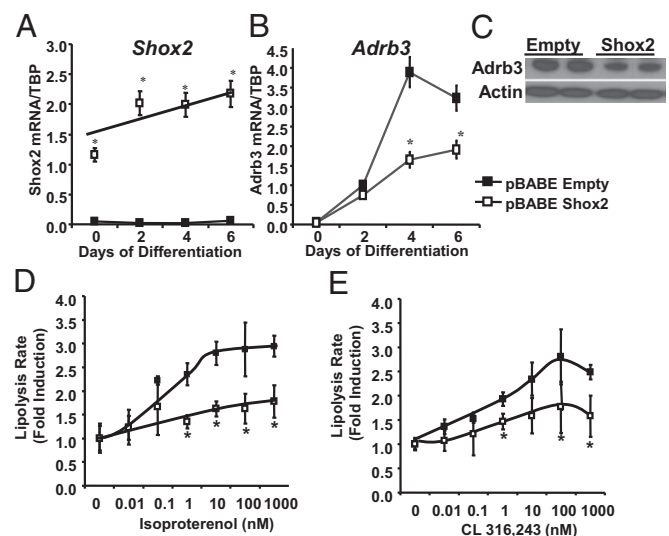 A
Shox2
Shox2 mRNA/TBP
3.0
2.5
2.0
1.5
1.0
0.5
0.0
*
*
*
*
0 2 4 6
Days of Differentiation
B
Adrb3
Adrb3 mRNA/TBP
4.5
4.0
3.5
3.0
2.5
2.0
1.5
1.0
0.5
0.0
*
*
0 2 4 6
Days of Differentiation
C
Empty Shox2
Adrb3
Actin
pBABE Empty
pBABE Shox2
D
Lipolysis Rate
(Fold Induction)
4.0
3.5
3.0
2.5
2.0
1.5
1.0
0.5
0.0
* * * *
0 0.01 0.1 1 10 100 1000
Isoproterenol (nM)
E
Lipolysis Rate
(Fold Induction)
4.0
3.5
3.0
2.5
2.0
1.5
1.0
0.5
0.0
* * *
0 0.01 0.1 1 10 100 1000
CL 316,243 (nM)